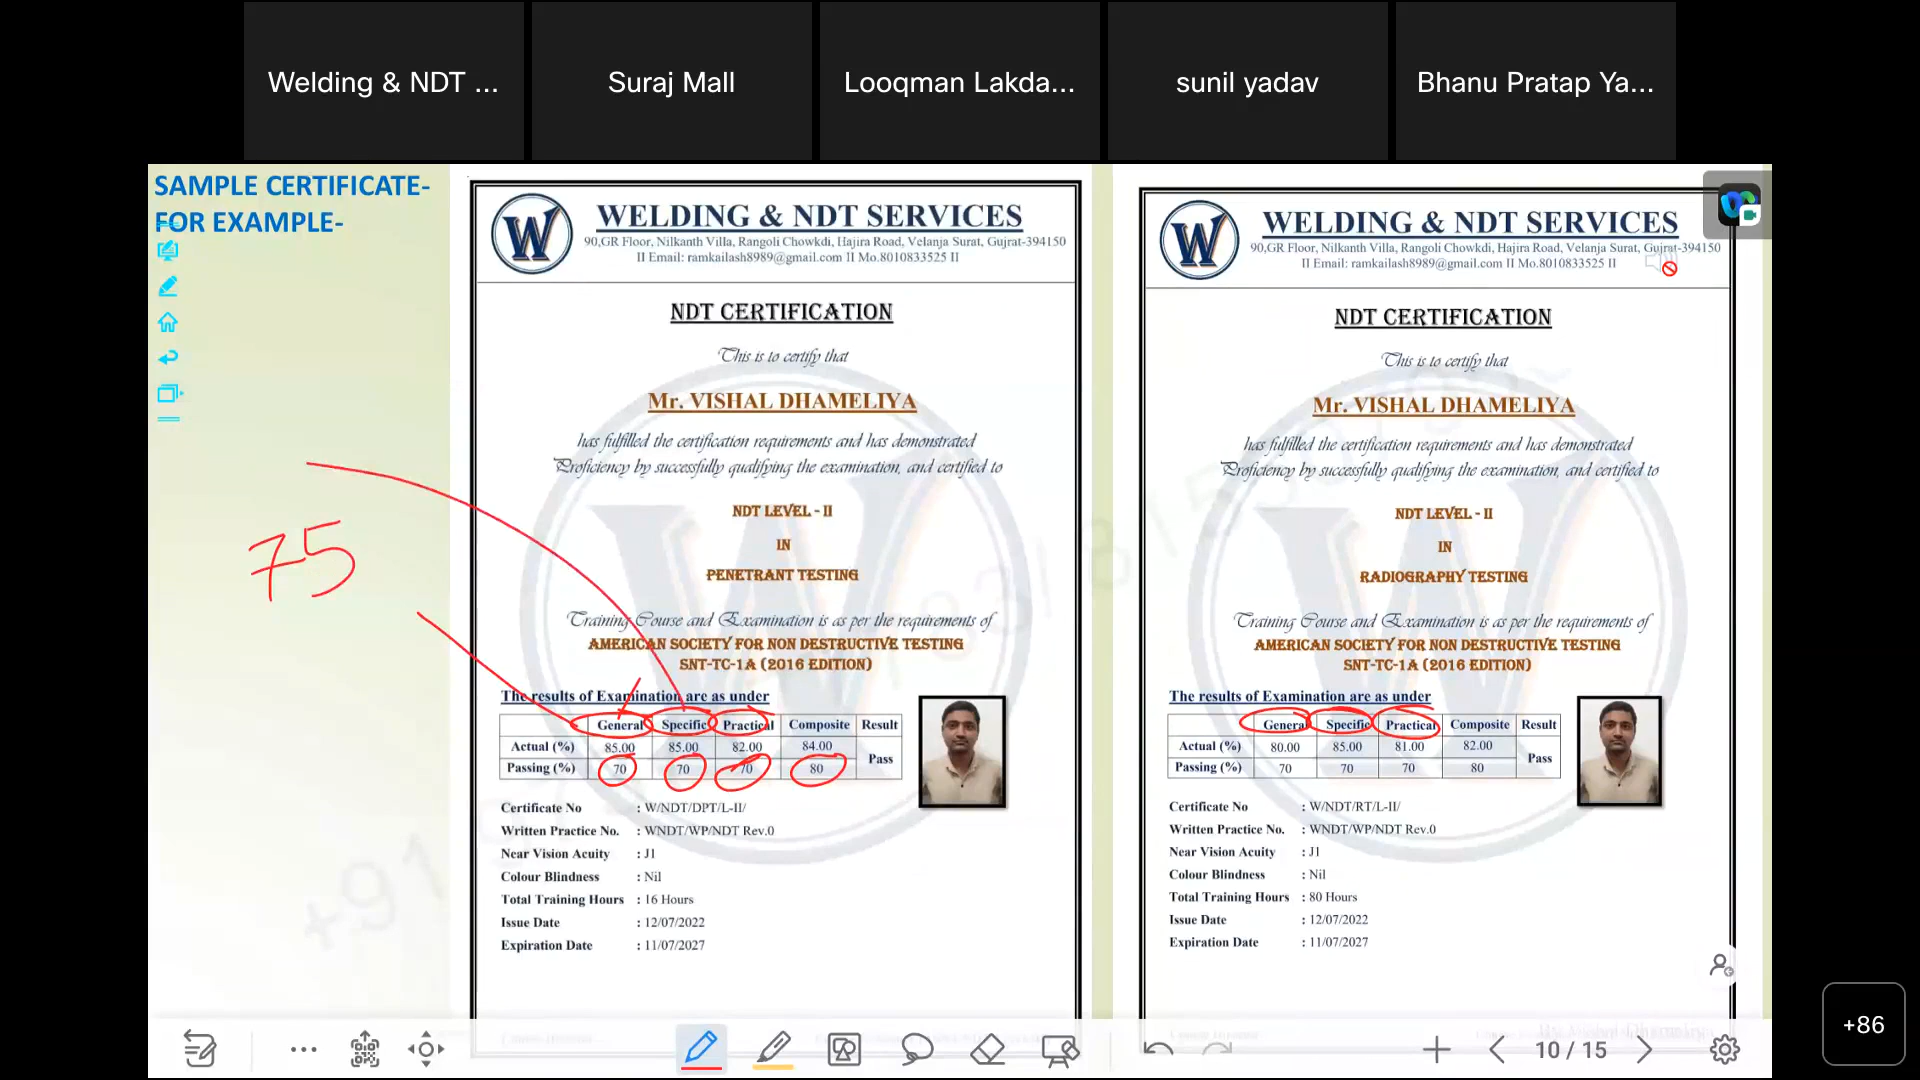 Welding & NDT ...
Suraj Mall
Looqman Lakda...
sunil yadav
Bhanu Pratap Ya...
SAMPLE CERTIFICATE-
FOR EXAMPLE-
75
W
WELDING & NDT SERVICES
90,GR Floor, Nilkanth Villa, Rangoli Chowkdi, Hajira Road, Velanja Surat, Gujrat-394150
II Email: ramkailash8989@gmail.com II Mo.8010833525 II
NDT CERTIFICATION
This is to certify that
Mr. VISHAL DHAMELIYA
has fulfilled the certification requirements and has demonstrated
Proficiency by successfully qualifying the examination, and certified to
NDT LEVEL - II
IN
PENETRANT TESTING
Training Course and Examination is as per the requirements of
AMERICAN SOCIETY FOR NON DESTRUCTIVE TESTING
SNT-TC-1A (2016 EDITION)
The results of Examination are as under
General Specific Practical Composite Result
Actual (%) 85.00 85.00 82.00 84.00 Pass
Passing (%) 70 70 70 80
Certificate No : W/NDT/DPT/L-II/
Written Practice No. : WNDT/WP/NDT Rev.0
Near Vision Acuity : J1
Colour Blindness : Nil
Total Training Hours : 16 Hours
Issue Date : 12/07/2022
Expiration Date : 11/07/2027
W
WELDING & NDT SERVICES
90,GR Floor, Nilkanth Villa, Rangoli Chowkdi, Hajira Road, Velanja Surat, Gujrat-394150
II Email: ramkailash8989@gmail.com II Mo.8010833525 II
NDT CERTIFICATION
This is to certify that
Mr. VISHAL DHAMELIYA
has fulfilled the certification requirements and has demonstrated
Proficiency by successfully qualifying the examination, and certified to
NDT LEVEL - II
IN
RADIOGRAPHY TESTING
Training Course and Examination is as per the requirements of
AMERICAN SOCIETY FOR NON DESTRUCTIVE TESTING
SNT-TC-1A (2016 EDITION)
The results of Examination are as under
General Specific Practical Composite Result
Actual (%) 80.00 85.00 81.00 82.00 Pass
Passing (%) 70 70 70 80
Certificate No : W/NDT/RT/L-II/
Written Practice No. : WNDT/WP/NDT Rev.0
Near Vision Acuity : J1
Colour Blindness : Nil
Total Training Hours : 80 Hours
Issue Date : 12/07/2022
Expiration Date : 11/07/2027
10 / 15
+86